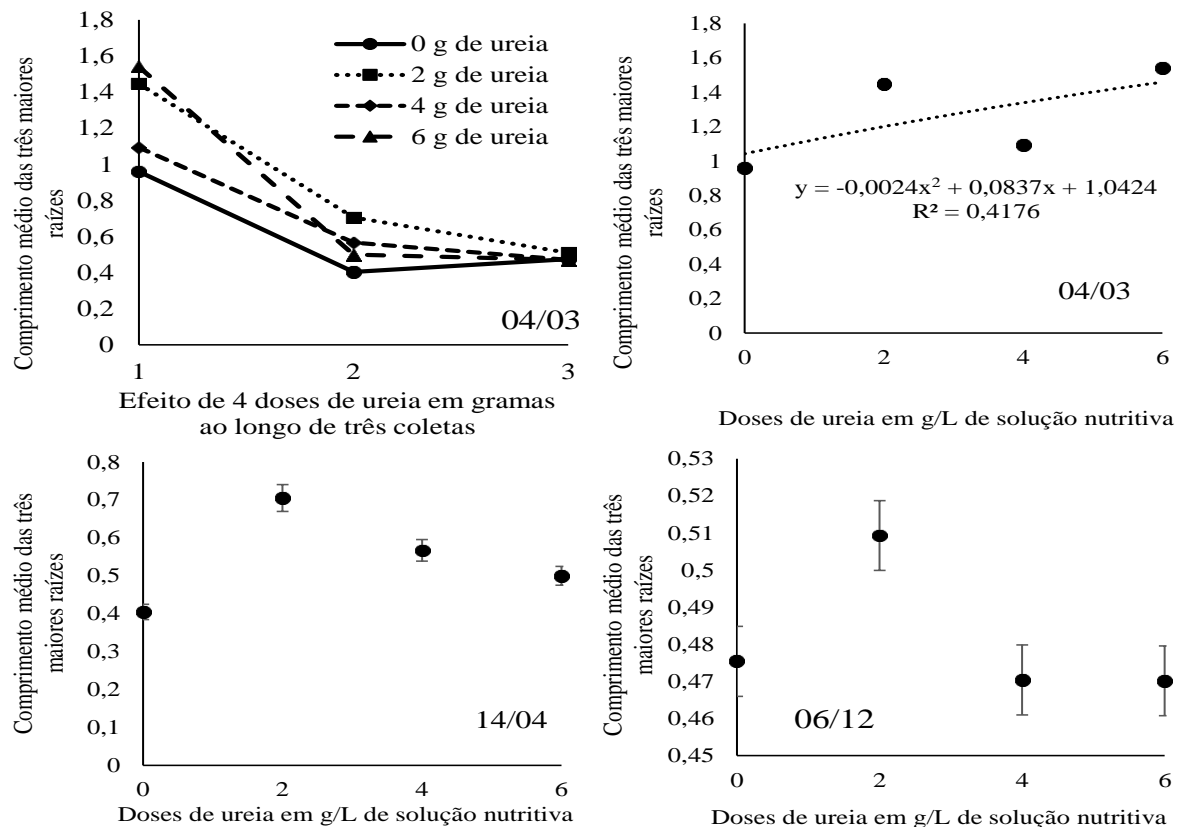 Comprimento médio das três maiores
raízes
1,8
1,6
1,4
1,2
1
0,8
0,6
0,4
0,2
0
0 g de ureia
2 g de ureia
4 g de ureia
6 g de ureia
04/03
1 2 3
Efeito de 4 doses de ureia em gramas
ao longo de três coletas
Comprimento médio das três maiores
raízes
1,8
1,6
1,4
1,2
1
0,8
0,6
0,4
0,2
0
y = -0,0024x² + 0,0837x + 1,0424
R² = 0,4176
04/03
0 2 4 6
Doses de ureia em g/L de solução nutritiva
Comprimento médio das três
maiores raízes
0,8
0,7
0,6
0,5
0,4
0,3
0,2
0,1
0
14/04
0 2 4 6
Doses de ureia em g/L de solução nutritiva
Comprimento médio das três
maiores raízes
0,53
0,52
0,51
0,5
0,49
0,48
0,47
0,46
0,45
06/12
0 2 4 6
Doses de ureia em g/L de solução nutritiva